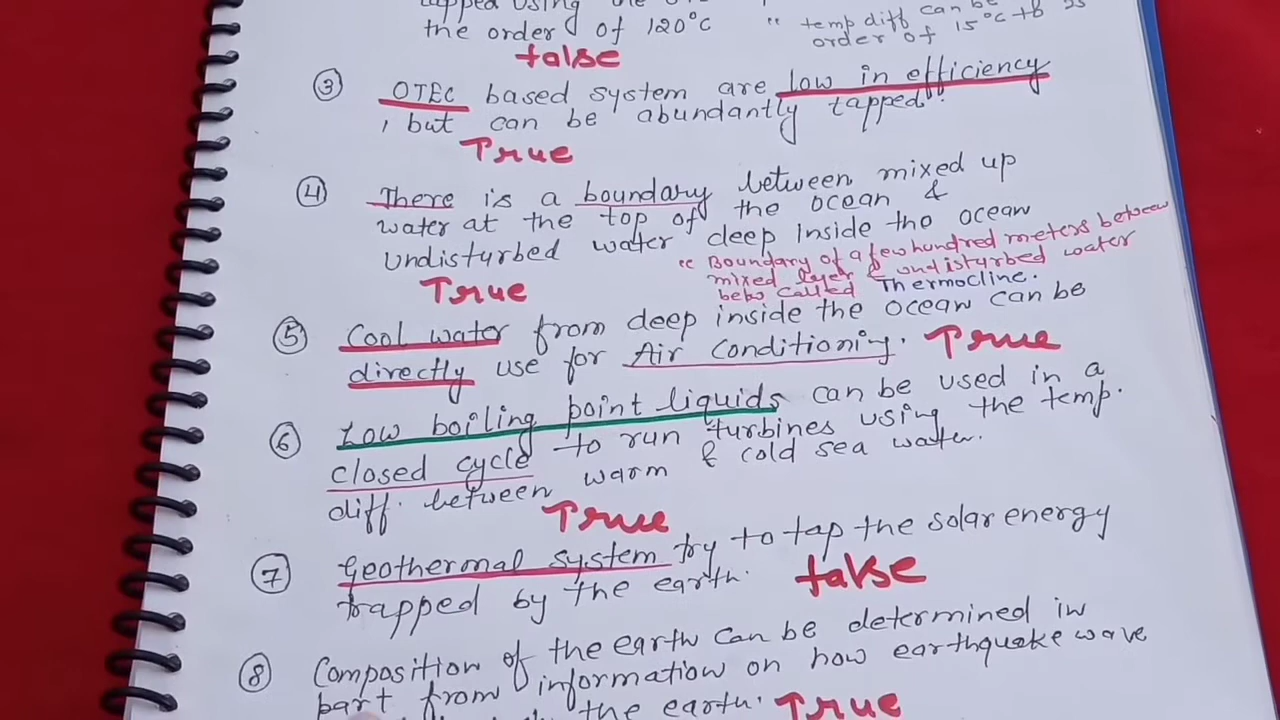 the order of 120°C " temp diff can be
order of 15°C to 25
false
③ OTEC based system are low in efficiency
, but can be abundantly tapped.
True
④ There is a boundary between mixed up
water at the top of the ocean &
undisturbed water deep inside the ocean
" Boundary of a few hundred meters between
mixed layer & undisturbed water
called Thermocline.
True
⑤ Cool water from deep inside the ocean can be
directly use for Air Conditioning. True
⑥ Low boiling point liquids can be used in a
closed cycle to run turbines using the temp.
diff. between warm & cold sea water.
True
⑦ Geothermal system try to tap the solar energy
trapped by the earth. false
⑧ Composition of the earth can be determined in
part from information on how earthquake wave
the earth. True